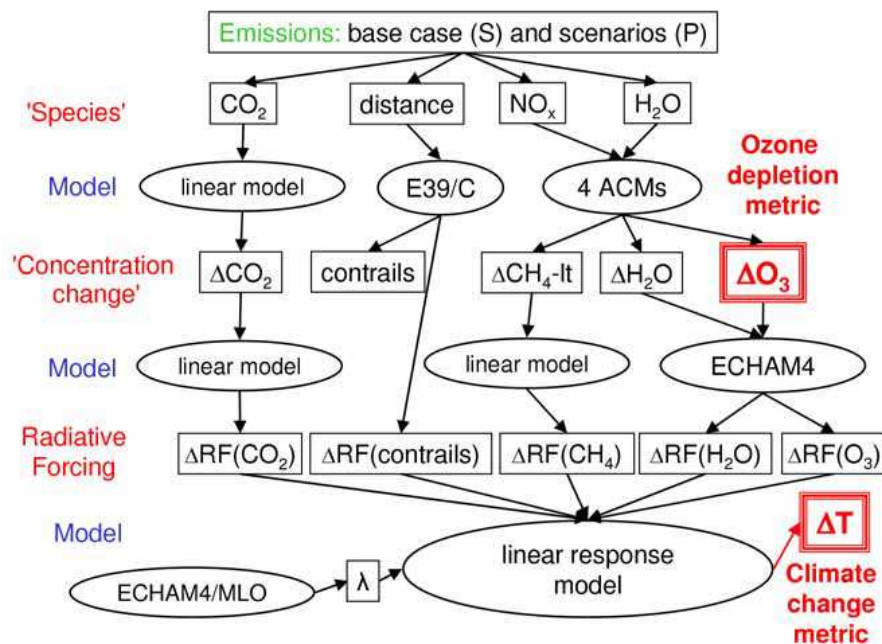 Emissions: base case (S) and scenarios (P)
'Species'
CO₂
distance
NOₓ
H₂O
Ozone
depletion
metric
Model
linear model
E39/C
4 ACMs
'Concentration
change'
ΔCO₂
contrails
ΔCH₄-lt
ΔH₂O
ΔO₃
Model
linear model
linear model
ECHAM4
Radiative
Forcing
ΔRF(CO₂)
ΔRF(contrails)
ΔRF(CH₄)
ΔRF(H₂O)
ΔRF(O₃)
Model
linear response
model
ΔT
ECHAM4/MLO
λ
Climate
change
metric